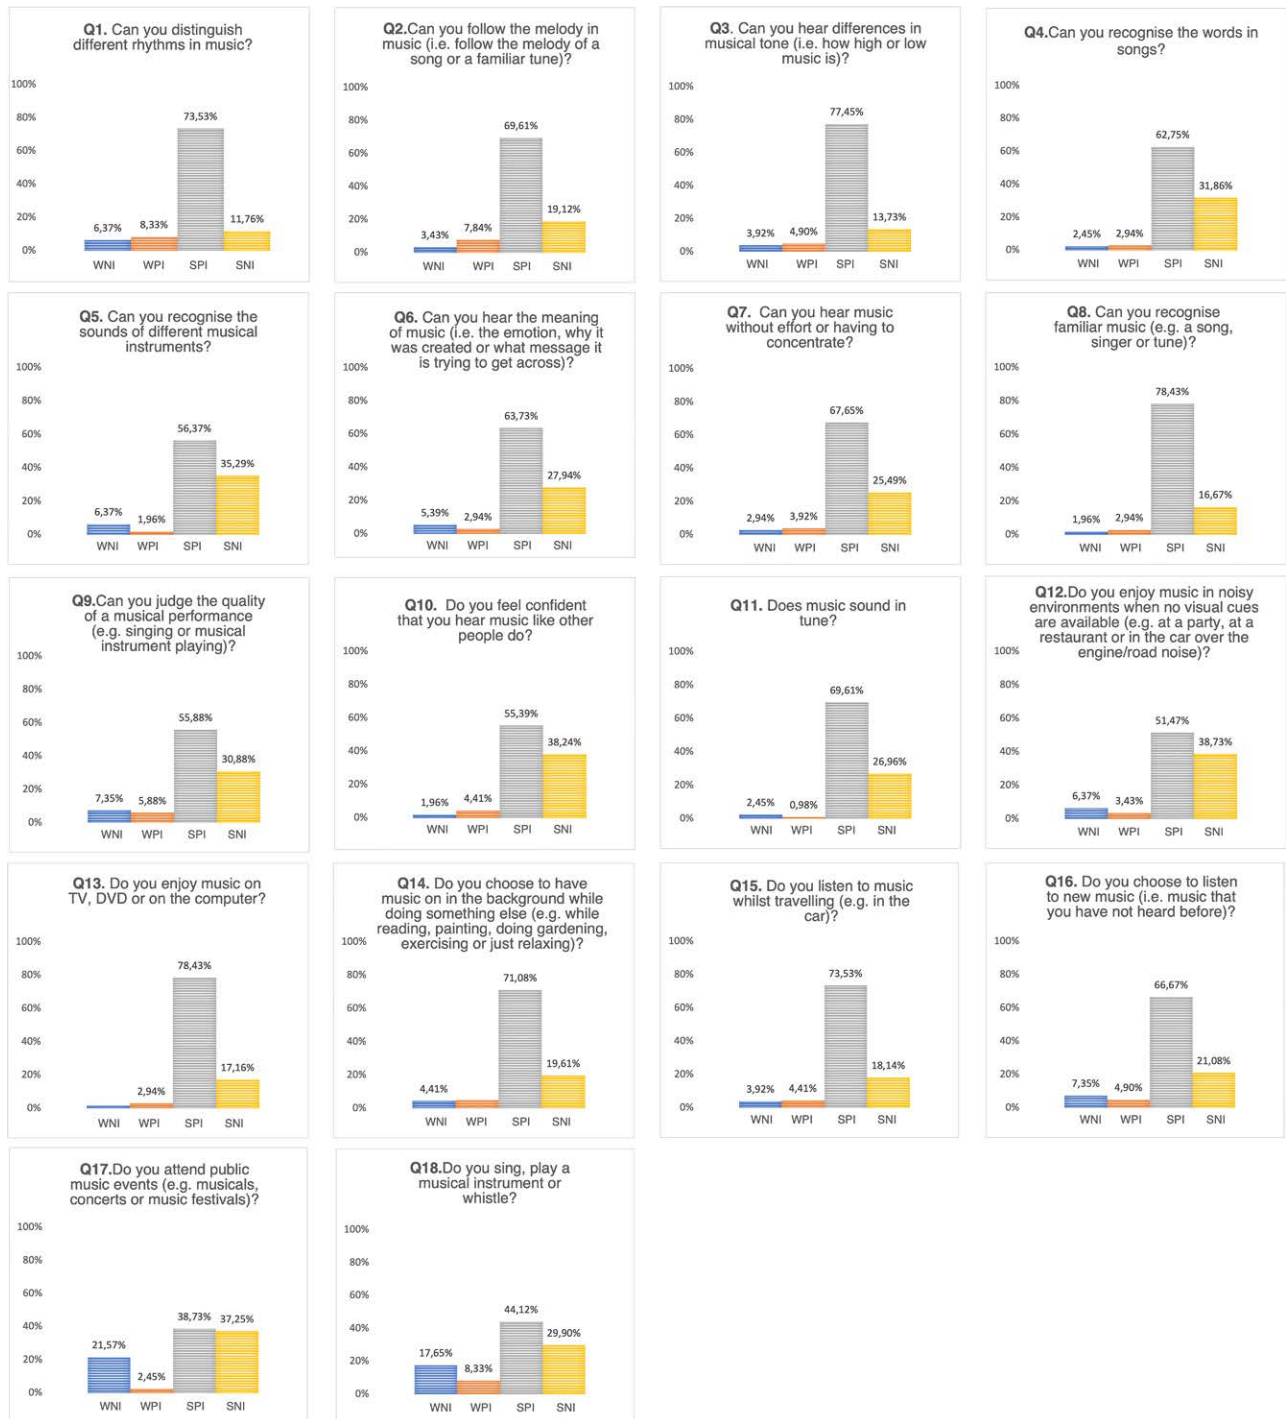 Q1. Can you distinguish
different rhythms in music?
100%
80%
60%
40%
20%
0%
6,37%
8,33%
73,53%
11,76%
WNI
WPI
SPI
SNI
Q2.Can you follow the melody in
music (i.e. follow the melody of a
song or a familiar tune)?
100%
80%
60%
40%
20%
0%
3,43%
7,84%
69,61%
19,12%
WNI
WPI
SPI
SNI
Q3. Can you hear differences in
musical tone (i.e. how high or low
music is)?
100%
80%
60%
40%
20%
0%
3,92%
4,90%
77,45%
13,73%
WNI
WPI
SPI
SNI
Q4.Can you recognise the words in
songs?
100%
80%
60%
40%
20%
0%
2,45%
2,94%
62,75%
31,86%
WNI
WPI
SPI
SNI
Q5. Can you recognise the
sounds of different musical
instruments?
100%
80%
60%
40%
20%
0%
6,37%
1,96%
56,37%
35,29%
WNI
WPI
SPI
SNI
Q6. Can you hear the meaning
of music (i.e. the emotion, why it
was created or what message it
is trying to get across)?
100%
80%
60%
40%
20%
0%
5,39%
2,94%
63,73%
27,94%
WNI
WPI
SPI
SNI
Q7. Can you hear music
without effort or having to
concentrate?
100%
80%
60%
40%
20%
0%
2,94%
3,92%
67,65%
25,49%
WNI
WPI
SPI
SNI
Q8. Can you recognise
familiar music (e.g. a song,
singer or tune)?
100%
80%
60%
40%
20%
0%
1,96%
2,94%
78,43%
16,67%
WNI
WPI
SPI
SNI
Q9.Can you judge the quality
of a musical performance
(e.g. singing or musical
instrument playing)?
100%
80%
60%
40%
20%
0%
7,35%
5,88%
55,88%
30,88%
WNI
WPI
SPI
SNI
Q10. Do you feel confident
that you hear music like other
people do?
100%
80%
60%
40%
20%
0%
1,96%
4,41%
55,39%
38,24%
WNI
WPI
SPI
SNI
Q11. Does music sound in
tune?
100%
80%
60%
40%
20%
0%
2,45%
0,98%
69,61%
26,96%
WNI
WPI
SPI
SNI
Q12.Do you enjoy music in noisy
environments when no visual cues
are available (e.g. at a party, at a
restaurant or in the car over the
engine/road noise)?
100%
80%
60%
40%
20%
0%
6,37%
3,43%
51,47%
38,73%
WNI
WPI
SPI
SNI
Q13. Do you enjoy music on
TV, DVD or on the computer?
100%
80%
60%
40%
20%
0%
2,94%
78,43%
17,16%
WNI
WPI
SPI
SNI
Q14. Do you choose to have
music on in the background while
doing something else (e.g. while
reading, painting, doing gardening,
exercising or just relaxing)?
100%
80%
60%
40%
20%
0%
4,41%
71,08%
19,61%
WNI
WPI
SPI
SNI
Q15. Do you listen to music
whilst travelling (e.g. in the
car)?
100%
80%
60%
40%
20%
0%
3,92%
4,41%
73,53%
18,14%
WNI
WPI
SPI
SNI
Q16. Do you choose to listen
to new music (i.e. music that
you have not heard before)?
100%
80%
60%
40%
20%
0%
7,35%
4,90%
66,67%
21,08%
WNI
WPI
SPI
SNI
Q17.Do you attend public
music events (e.g. musicals,
concerts or music festivals)?
100%
80%
60%
40%
20%
0%
21,57%
2,45%
38,73%
37,25%
WNI
WPI
SPI
SNI
Q18.Do you sing, play a
musical instrument or
whistle?
100%
80%
60%
40%
20%
0%
17,65%
8,33%
44,12%
29,90%
WNI
WPI
SPI
SNI